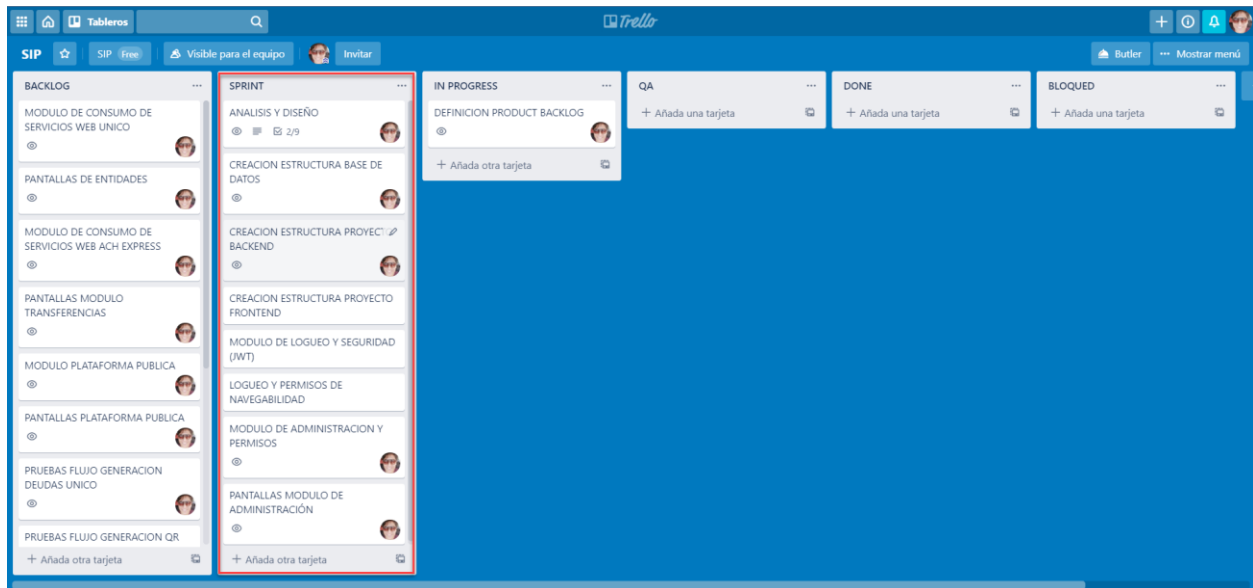 Tableros
Trello
SIP
SIP Free
Visible para el equipo
Invitar
Butler
... Mostrar menú
BACKLOG
MODULO DE CONSUMO DE
SERVICIOS WEB UNICO
PANTALLAS DE ENTIDADES
MODULO DE CONSUMO DE
SERVICIOS WEB ACH EXPRESS
PANTALLAS MODULO
TRANSFERENCIAS
MODULO PLATAFORMA PUBLICA
PANTALLAS PLATAFORMA PUBLICA
PRUEBAS FLUJO GENERACION
DEUDAS UNICO
PRUEBAS FLUJO GENERACION QR
+ Añada otra tarjeta
SPRINT
ANALISIS Y DISEÑO
2/9
CREACION ESTRUCTURA BASE DE
DATOS
CREACION ESTRUCTURA PROYECT
BACKEND
CREACION ESTRUCTURA PROYECTO
FRONTEND
MODULO DE LOGUEO Y SEGURIDAD
(JWT)
LOGUEO Y PERMISOS DE
NAVEGABILIDAD
MODULO DE ADMINISTRACION Y
PERMISOS
PANTALLAS MODULO DE
ADMINISTRACIÓN
+ Añada otra tarjeta
IN PROGRESS
DEFINICION PRODUCT BACKLOG
+ Añada otra tarjeta
QA
+ Añada una tarjeta
DONE
+ Añada una tarjeta
BLOQUED
+ Añada una tarjeta